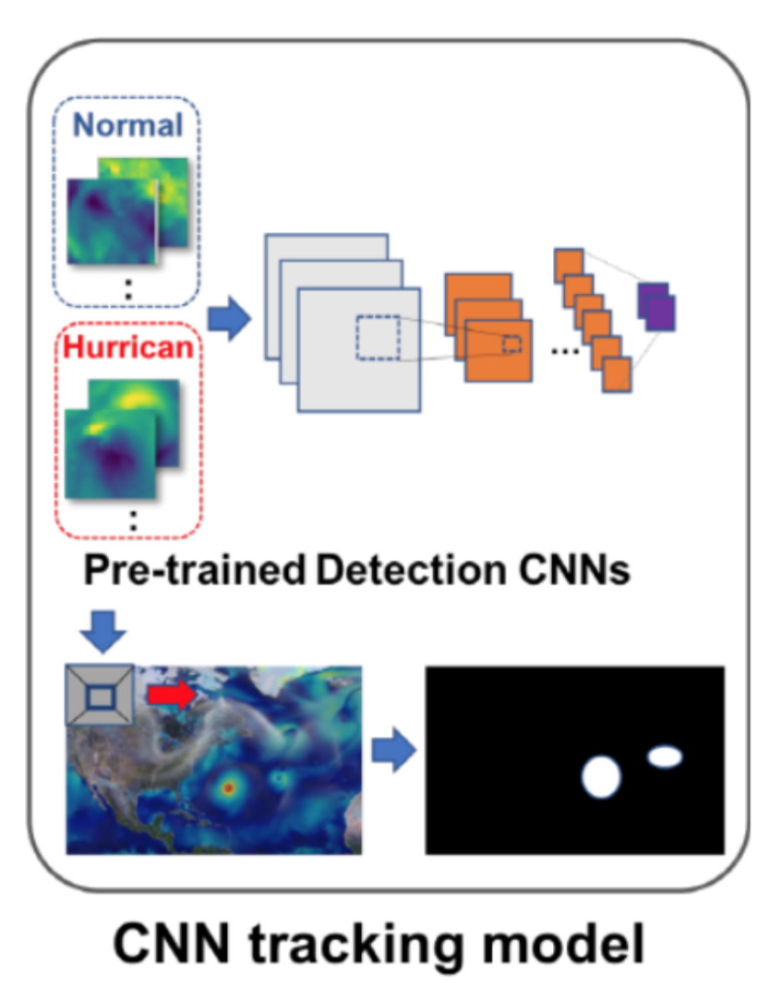 Normal
:
Hurrican
:
...
Pre-trained Detection CNNs
CNN tracking model